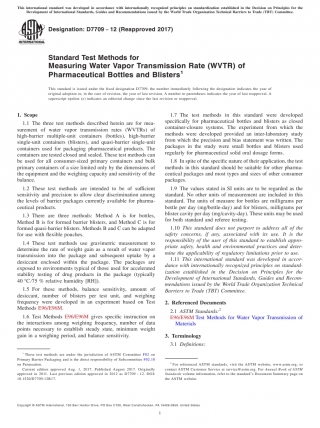 This international standard was developed in accordance with internationally recognized principles on standardization established in the Decision on Principles for the
Development of International Standards, Guides and Recommendations issued by the World Trade Organization Technical Barriers to Trade (TBT) Committee.
Designation: D7709 − 12 (Reapproved 2017)
Standard Test Methods for
Measuring Water Vapor Transmission Rate (WVTR) of
Pharmaceutical Bottles and Blisters¹
This standard is issued under the fixed designation D7709; the number immediately following the designation indicates the year of
original adoption or, in the case of revision, the year of last revision. A number in parentheses indicates the year of last reapproval. A
superscript epsilon (ε) indicates an editorial change since the last revision or reapproval.
1. Scope
1.1 The three test methods described herein are for measurement
of water vapor transmission rates (WVTRs) of
high-barrier multiple-unit containers (bottles), high-barrier
single-unit containers (blisters), and quasi-barrier single-unit
containers used for packaging pharmaceutical products. The
containers are tested closed and sealed. These test methods can
be used for all consumer-sized primary containers and bulk
primary containers of a size limited only by the dimensions of
the equipment and the weighing capacity and sensitivity of the
balance.
1.2 These test methods are intended to be of sufficient
sensitivity and precision to allow clear discrimination among
the levels of barrier packages currently available for pharmaceutical
products.
1.3 There are three methods: Method A is for bottles,
Method B is for formed barrier blisters, and Method C is for
formed quasi-barrier blisters. Methods B and C can be adapted
for use with flexible pouches.
1.4 These test methods use gravimetric measurement to
determine the rate of weight gain as a result of water vapor
transmission into the package and subsequent uptake by a
desiccant enclosed within the package. The packages are
exposed to environments typical of those used for accelerated
stability testing of drug products in the package (typically
40 °C/75 % relative humidity [RH]).
1.5 For these methods, balance sensitivity, amount of
desiccant, number of blisters per test unit, and weighing
frequency were developed in an experiment based on Test
Methods E96/E96M.
1.6 Test Methods E96/E96M gives specific instruction on
the interactions among weighing frequency, number of data
points necessary to establish steady state, minimum weight
gain in a weighing period, and balance sensitivity.
¹ These test methods are under the jurisdiction of ASTM Committee F02 on
Primary Barrier Packaging and is the direct responsibility of Subcommittee F02.10
on Permeation.
Current edition approved Aug. 1, 2017. Published August 2017. Originally
approved in 2011. Last previous edition approved in 2012 as D7709 – 12. DOI:
10.1520/D7709-12R17.
1.7 The test methods in this standard were developed
specifically for pharmaceutical bottles and blisters as closed
container-closure systems. The experiment from which the
methods were developed provided an inter-laboratory study
from which the precision and bias statement was written. The
packages in the study were small bottles and blisters used
regularly for pharmaceutical solid oral dosage forms.
1.8 In spite of the specific nature of their application, the test
methods in this standard should be suitable for other pharmaceutical
packages and most types and sizes of other consumer
packages.
1.9 The values stated in SI units are to be regarded as the
standard. No other units of measurement are included in this
standard. The units of measure for bottles are milligrams per
bottle per day (mg/bottle-day) and for blisters, milligrams per
blister cavity per day (mg/cavity-day). These units may be used
for both standard and referee testing.
1.10 This standard does not purport to address all of the
safety concerns, if any, associated with its use. It is the
responsibility of the user of this standard to establish appropriate
safety, health and environmental practices and determine
the applicability of regulatory limitations prior to use.
1.11 This international standard was developed in accordance
with internationally recognized principles on standardization
established in the Decision on Principles for the
Development of International Standards, Guides and Recommendations
issued by the World Trade Organization Technical
Barriers to Trade (TBT) Committee.
2. Referenced Documents
2.1 ASTM Standards:²
E96/E96M Test Methods for Water Vapor Transmission of
Materials
3. Terminology
3.1 Definitions:
² For referenced ASTM standards, visit the ASTM website, www.astm.org, or
contact ASTM Customer Service at service@astm.org. For Annual Book of ASTM
Standards volume information, refer to the standard's Document Summary page on
the ASTM website.
Copyright © ASTM International, 100 Barr Harbor Drive, PO Box C700, West Conshohocken, PA 19428-2959. United States
1